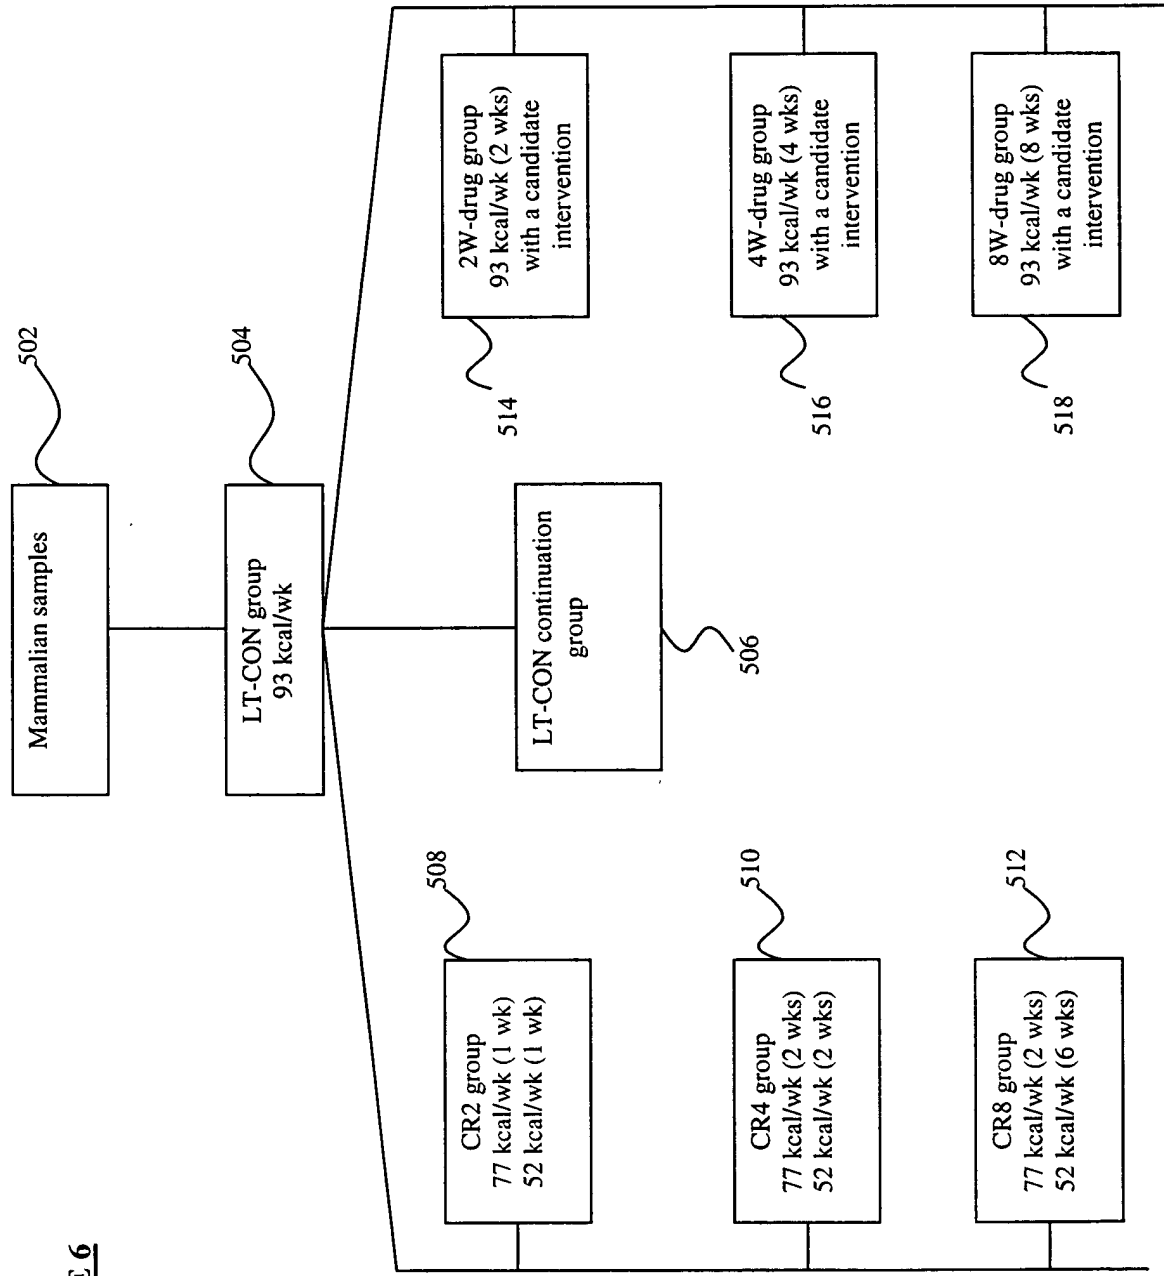 E 6
Mammalian samples
502
LT-CON group
93 kcal/wk
504
CR2 group
77 kcal/wk (1 wk)
52 kcal/wk (1 wk)
508
LT-CON continuation
group
506
2W-drug group
93 kcal/wk (2 wks)
with a candidate
intervention
514
CR4 group
77 kcal/wk (2 wks)
52 kcal/wk (2 wks)
510
4W-drug group
93 kcal/wk (4 wks)
with a candidate
intervention
516
CR8 group
77 kcal/wk (2 wks)
52 kcal/wk (6 wks)
512
8W-drug group
93 kcal/wk (8 wks)
with a candidate
intervention
518